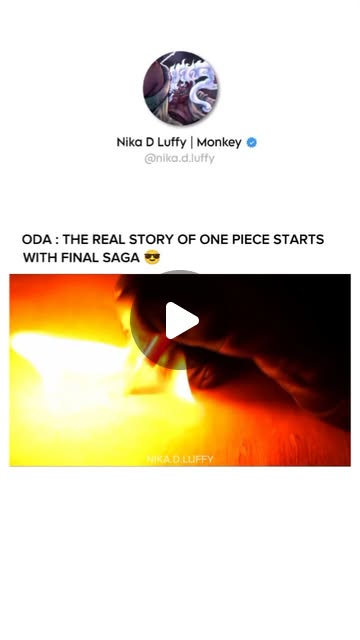 Nika D Luffy | Monkey
@nika.d.luffy
ODA : THE REAL STORY OF ONE PIECE STARTS
WITH FINAL SAGA 😎
NIKA.D.LUFFY